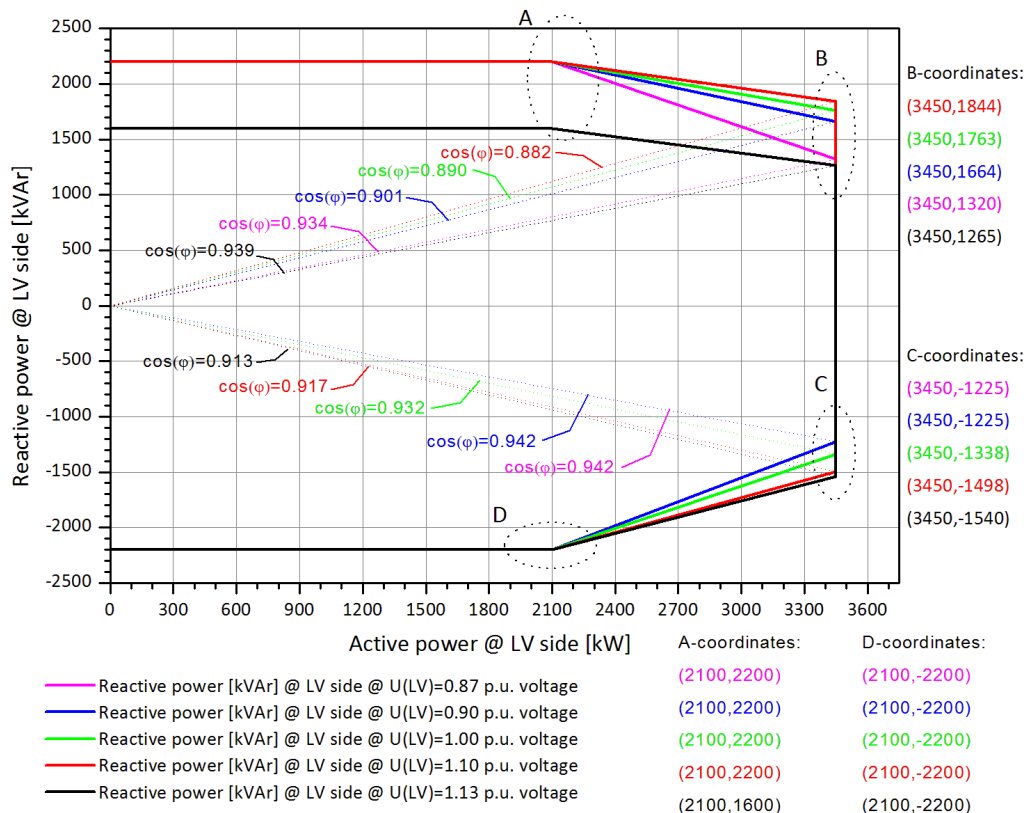 Reactive power @ LV side [kVAr]
2500
2000
1500
1000
500
0
-500
-1000
-1500
-2000
-2500
A
B
C
D
cos(φ)=0.882
cos(φ)=0.890
cos(φ)=0.901
cos(φ)=0.934
cos(φ)=0.939
cos(φ)=0.913
cos(φ)=0.917
cos(φ)=0.932
cos(φ)=0.942
cos(φ)=0.942
B-coordinates:
(3450,1844)
(3450,1763)
(3450,1664)
(3450,1320)
(3450,1265)
C-coordinates:
(3450,-1225)
(3450,-1225)
(3450,-1338)
(3450,-1498)
(3450,-1540)
0 300 600 900 1200 1500 1800 2100 2400 2700 3000 3300 3600
Active power @ LV side [kW]
Reactive power [kVAr] @ LV side @ U(LV)=0.87 p.u. voltage
Reactive power [kVAr] @ LV side @ U(LV)=0.90 p.u. voltage
Reactive power [kVAr] @ LV side @ U(LV)=1.00 p.u. voltage
Reactive power [kVAr] @ LV side @ U(LV)=1.10 p.u. voltage
Reactive power [kVAr] @ LV side @ U(LV)=1.13 p.u. voltage
A-coordinates:
(2100,2200)
(2100,2200)
(2100,2200)
(2100,2200)
(2100,1600)
D-coordinates:
(2100,-2200)
(2100,-2200)
(2100,-2200)
(2100,-2200)
(2100,-2200)